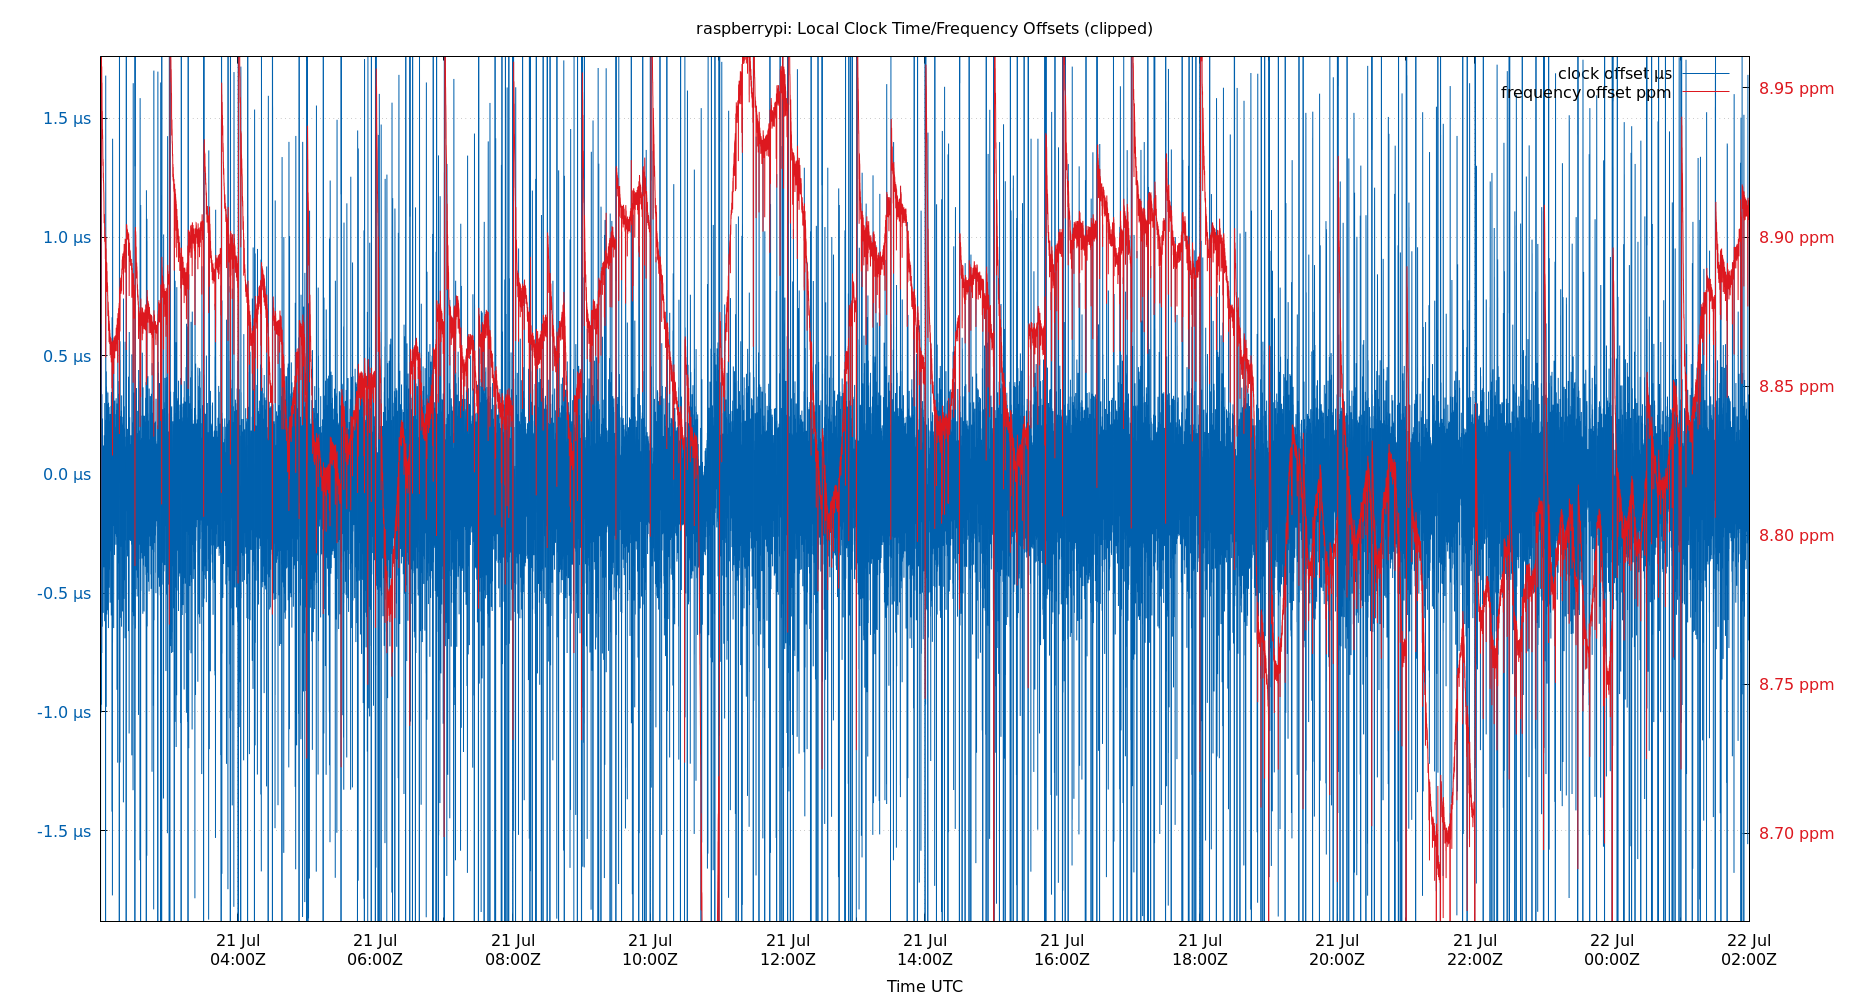 raspberrypi: Local Clock Time/Frequency Offsets (clipped)
clock offset µs
frequency offset ppm
1.5 µs
1.0 µs
0.5 µs
0.0 µs
-0.5 µs
-1.0 µs
-1.5 µs
8.95 ppm
8.90 ppm
8.85 ppm
8.80 ppm
8.75 ppm
8.70 ppm
21 Jul 21 Jul 21 Jul 21 Jul 21 Jul 21 Jul 21 Jul 21 Jul 21 Jul 21 Jul 22 Jul 22 Jul
04:00Z 06:00Z 08:00Z 10:00Z 12:00Z 14:00Z 16:00Z 18:00Z 20:00Z 22:00Z 00:00Z 02:00Z
Time UTC